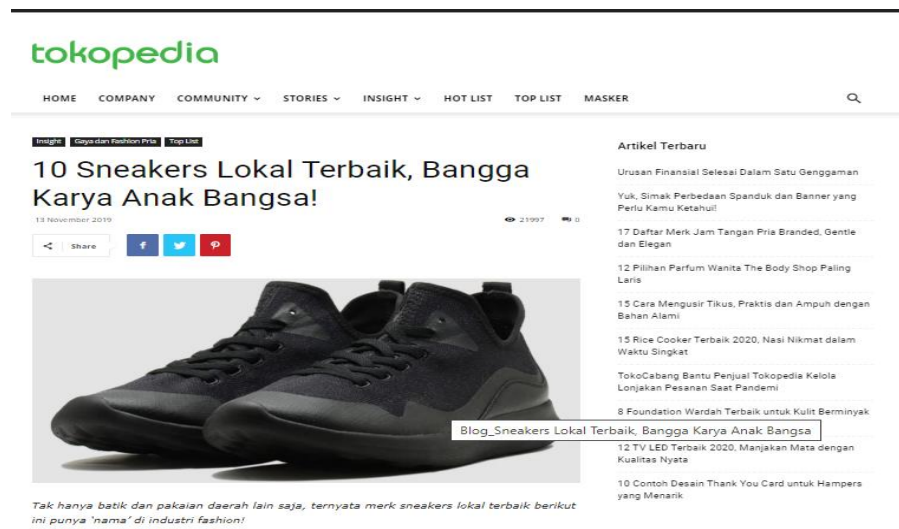 tokopedia
HOME COMPANY COMMUNITY STORIES INSIGHT HOT LIST TOP LIST MASKER
Insight Gaya dan Fashion Pria Top List
10 Sneakers Lokal Terbaik, Bangga
Karya Anak Bangsa!
13 November 2019 21997 0
Share
Tak hanya batik dan pakaian daerah lain saja, ternyata merk sneakers lokal terbaik berikut
ini punya 'nama' di industri fashion!
Artikel Terbaru
Urusan Finansial Selesai Dalam Satu Genggaman
Yuk, Simak Perbedaan Spanduk dan Banner yang
Perlu Kamu Ketahui!
17 Daftar Merk Jam Tangan Pria Branded, Gentle
dan Elegan
12 Pilihan Parfum Wanita The Body Shop Paling
Laris
15 Cara Mengusir Tikus, Praktis dan Ampuh dengan
Bahan Alami
15 Rice Cooker Terbaik 2020, Nasi Nikmat dalam
Waktu Singkat
TokoCabang Bantu Penjual Tokopedia Kelola
Lonjakan Pesanan Saat Pandemi
8 Foundation Wardah Terbaik untuk Kulit Berminyak
Blog_Sneakers Lokal Terbaik, Bangga Karya Anak Bangsa
12 TV LED Terbaik 2020, Manjakan Mata dengan
Kualitas Nyata
10 Contoh Desain Thank You Card untuk Hampers
yang Menarik